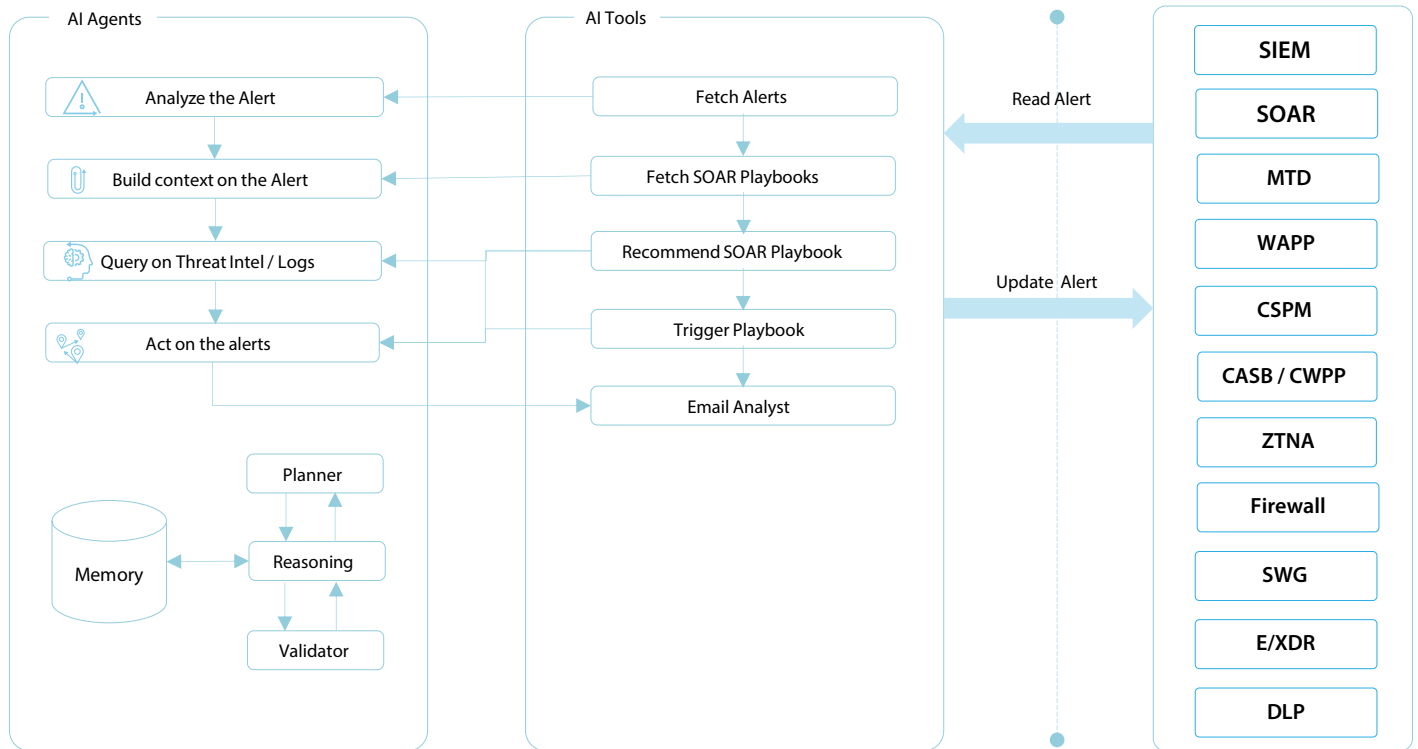 AI Agents
Analyze the Alert
Build context on the Alert
Query on Threat Intel / Logs
Act on the alerts
Planner
Memory
Reasoning
Validator
AI Tools
Fetch Alerts
Fetch SOAR Playbooks
Recommend SOAR Playbook
Trigger Playbook
Email Analyst
Read Alert
Update Alert
SIEM
SOAR
MTD
WAPP
CSPM
CASB / CWPP
ZTNA
Firewall
SWG
E/XDR
DLP